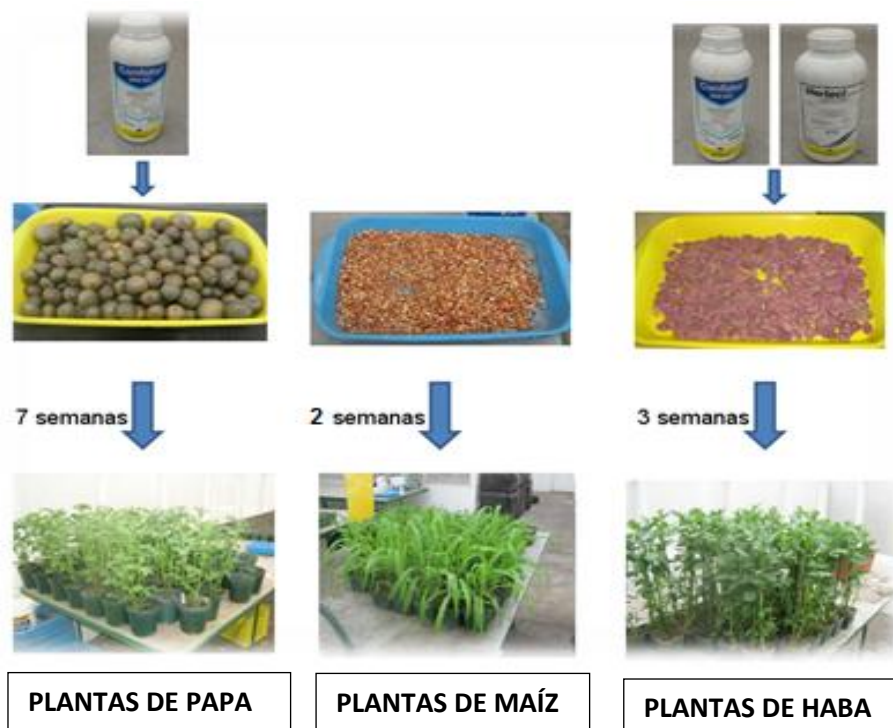 7 semanas
2 semanas
3 semanas
PLANTAS DE PAPA
PLANTAS DE MAÍZ
PLANTAS DE HABA